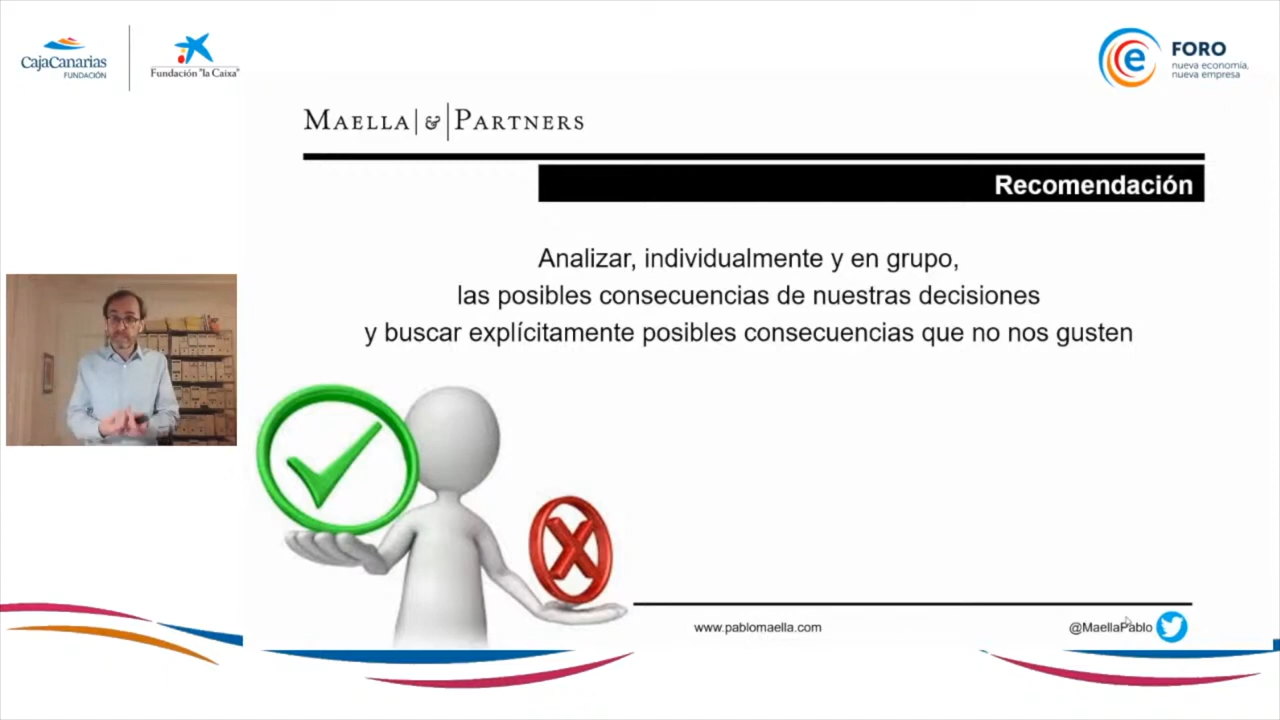 CajaCanarias
FUNDACIÓN
Fundación "la Caixa"
FORO
nueva economía,
nueva empresa
MAELLA & PARTNERS
Recomendación
Analizar, individualmente y en grupo,
las posibles consecuencias de nuestras decisiones
y buscar explícitamente posibles consecuencias que no nos gusten
www.pablomaella.com
@MaellaPablo